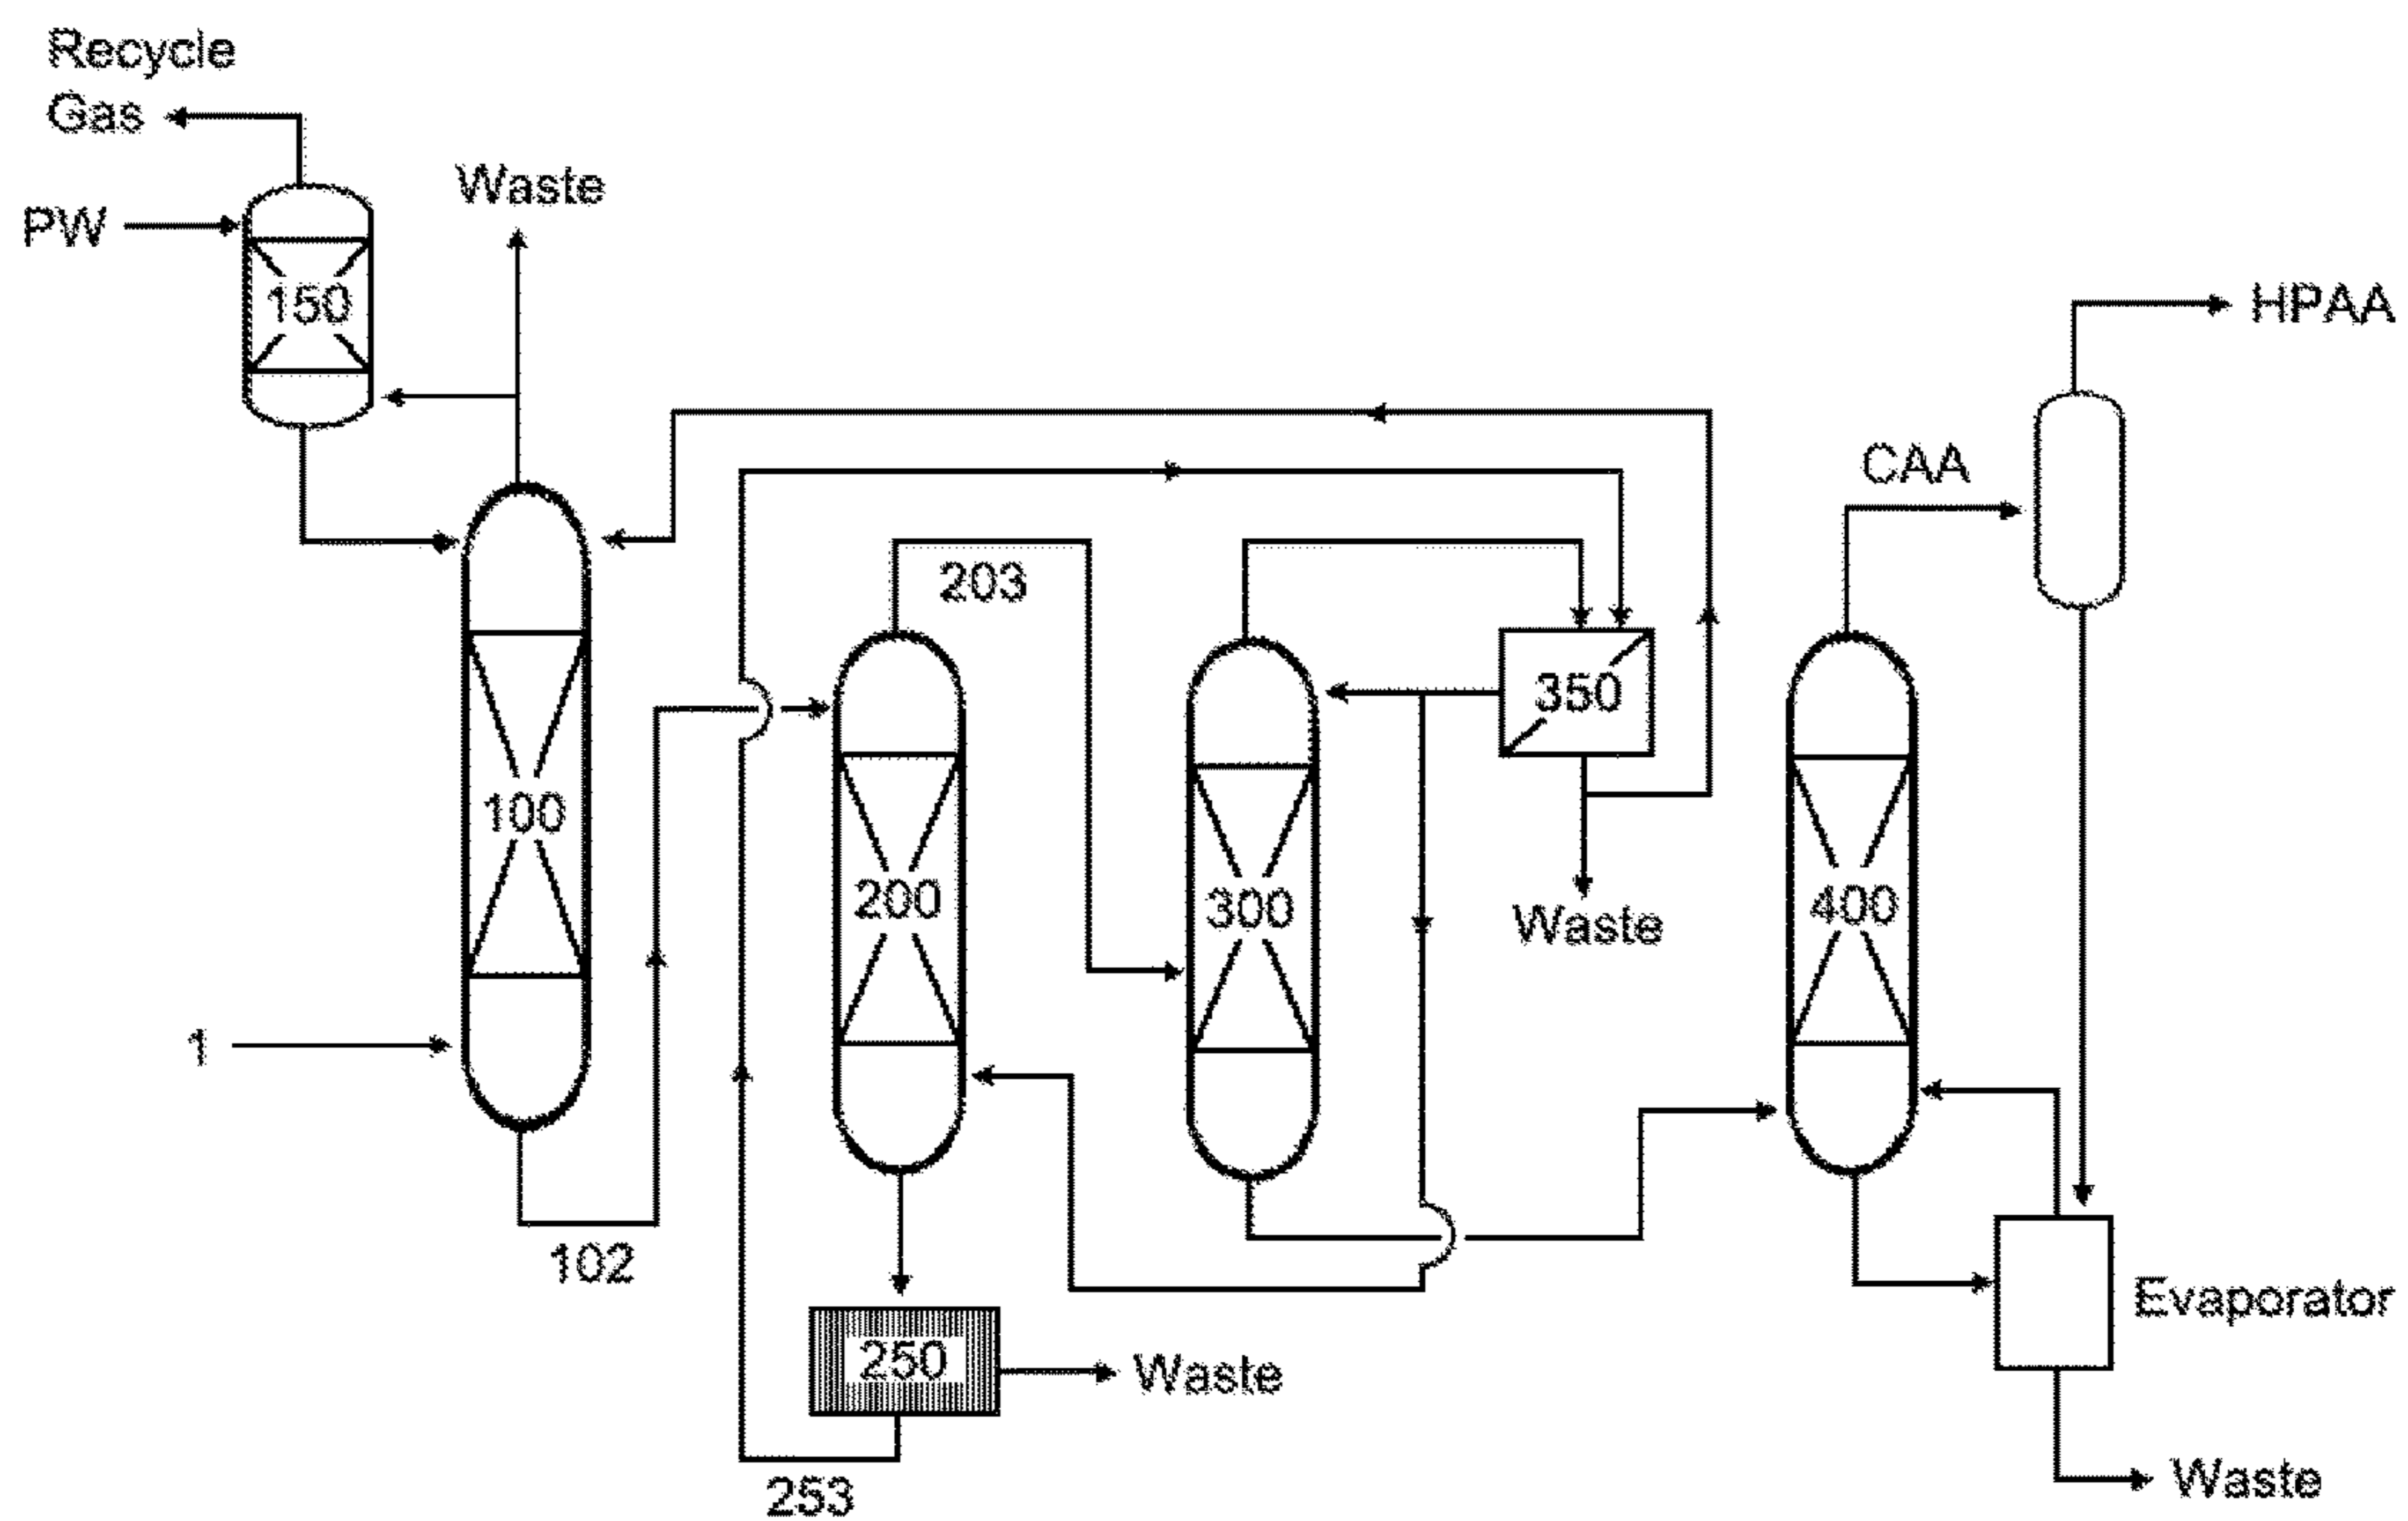 Recycle
Gas
Waste
PW
150
HPAA
CAA
203
350
100
200
300
400
Waste
1
102
250
Waste
Evaporator
253
Waste